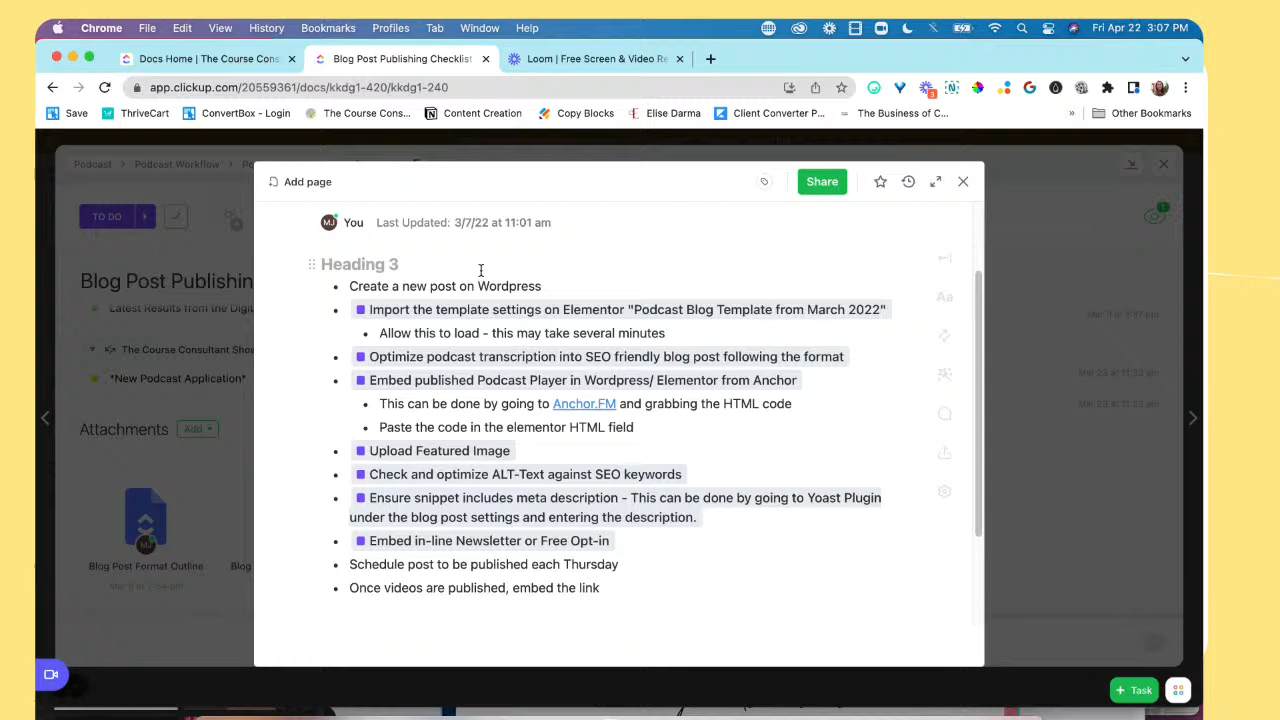 Chrome File Edit View History Bookmarks Profiles Tab Window Help Fri Apr 22 3:07 PM
Docs Home | The Course Cons
Blog Post Publishing Checklist
Loom | Free Screen & Video Re
app.clickup.com/20559361/docs/kkdg1-420/kkdg1-240
Save ThriveCart ConvertBox - Login The Course Cons... Content Creation Copy Blocks Elise Darma Client Converter P... The Business of C... » Other Bookmarks
Podcast > Podcast Workflow >
Add page
Share
TO DO
MJ You Last Updated: 3/7/22 at 11:01 am
Blog Post Publishin
Latest Results from the Digit
The Course Consultant Show
*New Podcast Application*
Attachments Add
Blog Post Format Outline
Blog
Heading 3
Create a new post on Wordpress
Import the template settings on Elementor "Podcast Blog Template from March 2022"
Allow this to load - this may take several minutes
Optimize podcast transcription into SEO friendly blog post following the format
Embed published Podcast Player in Wordpress/ Elementor from Anchor
This can be done by going to Anchor.FM and grabbing the HTML code
Paste the code in the elementor HTML field
Upload Featured Image
Check and optimize ALT-Text against SEO keywords
Ensure snippet includes meta description - This can be done by going to Yoast Plugin
under the blog post settings and entering the description.
Embed in-line Newsletter or Free Opt-in
Schedule post to be published each Thursday
Once videos are published, embed the link
Aa
+ Task